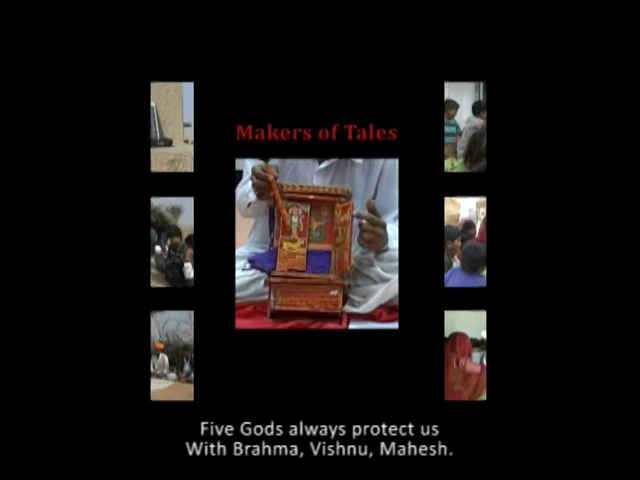 Makers of Tales
Five Gods always protect us
With Brahma, Vishnu, Mahesh.